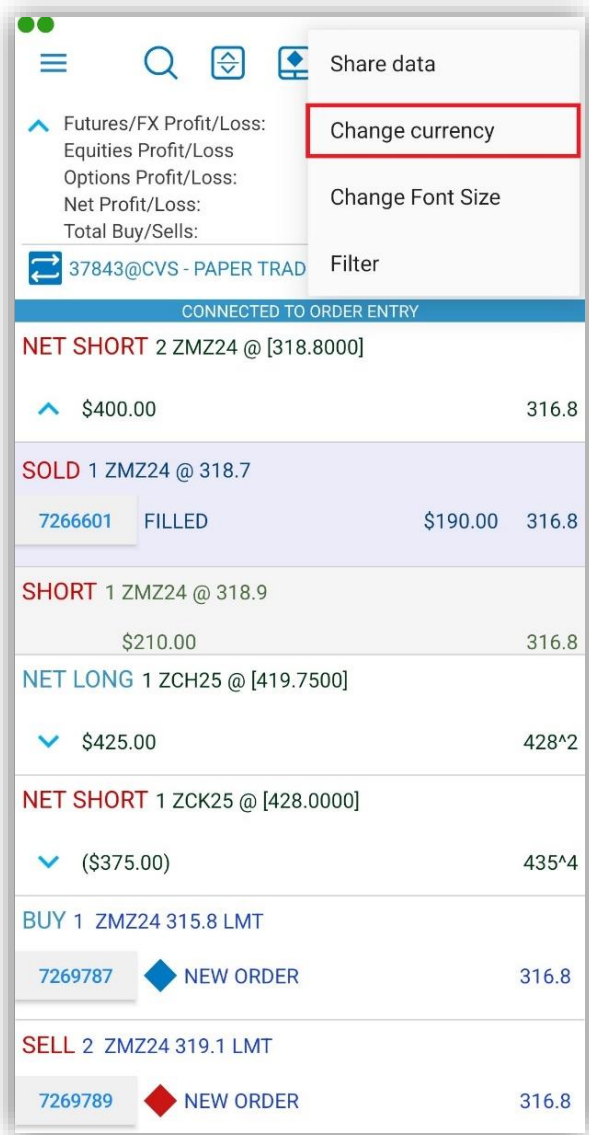 Share data
Change currency
Change Font Size
Filter
Futures/FX Profit/Loss:
Equities Profit/Loss
Options Profit/Loss:
Net Profit/Loss:
Total Buy/Sells:
37843@CVS - PAPER TRAD
CONNECTED TO ORDER ENTRY
NET SHORT 2 ZMZ24 @ [318.8000]
$400.00 316.8
SOLD 1 ZMZ24 @ 318.7
7266601 FILLED $190.00 316.8
SHORT 1 ZMZ24 @ 318.9
$210.00 316.8
NET LONG 1 ZCH25 @ [419.7500]
$425.00 428^2
NET SHORT 1 ZCK25 @ [428.0000]
($375.00) 435^4
BUY 1 ZMZ24 315.8 LMT
7269787 NEW ORDER 316.8
SELL 2 ZMZ24 319.1 LMT
7269789 NEW ORDER 316.8